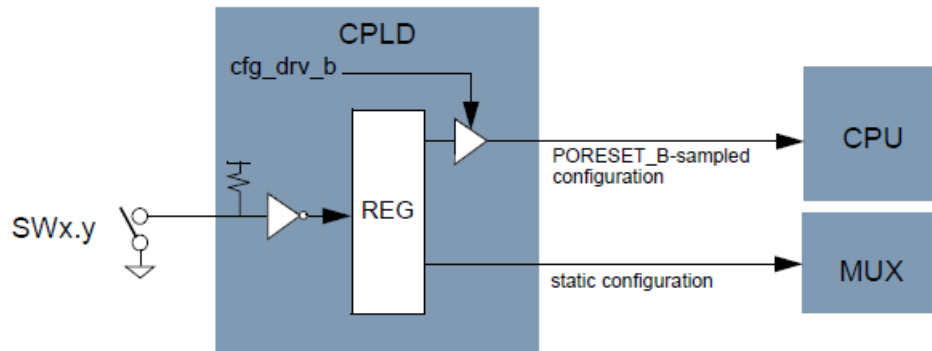 CPLD
cfg_drv_b
CPU
PORESET_B-sampled
configuration
REG
SWx.y
static configuration
MUX